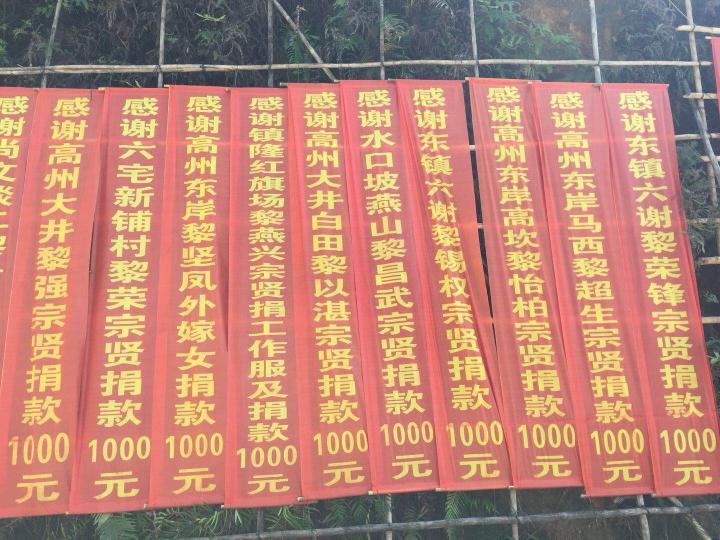 谢尚文
感谢高州大井黎强宗贤捐款1000元
感谢六宅新铺村黎荣宗贤捐款1000元
感谢高州东岸黎坚凤外嫁女捐款1000元
感谢镇隆红旗场黎燕兴宗贤捐工作服及捐款1000元
感谢高州大井白田黎以湛宗贤捐款1000元
感谢水口坡燕山黎昌武宗贤捐款1000元
感谢东镇六谢黎锡权宗贤捐款1000元
感谢高州东岸高坎黎怡柏宗贤捐款1000元
感谢高州东岸马西黎超生宗贤捐款1000元
感谢东镇六谢黎荣锋宗贤捐款1000元